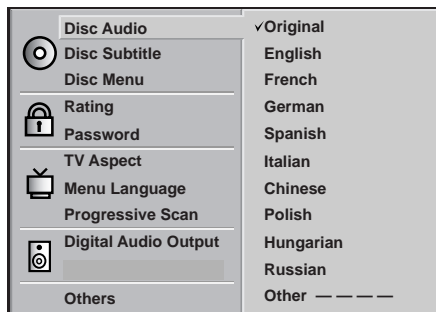 Disc Audio
Disc Subtitle
Disc Menu
Rating
Password
TV Aspect
Menu Language
Progressive Scan
Digital Audio Output
Others
✓Original
English
French
German
Spanish
Italian
Chinese
Polish
Hungarian
Russian
Other — — — —